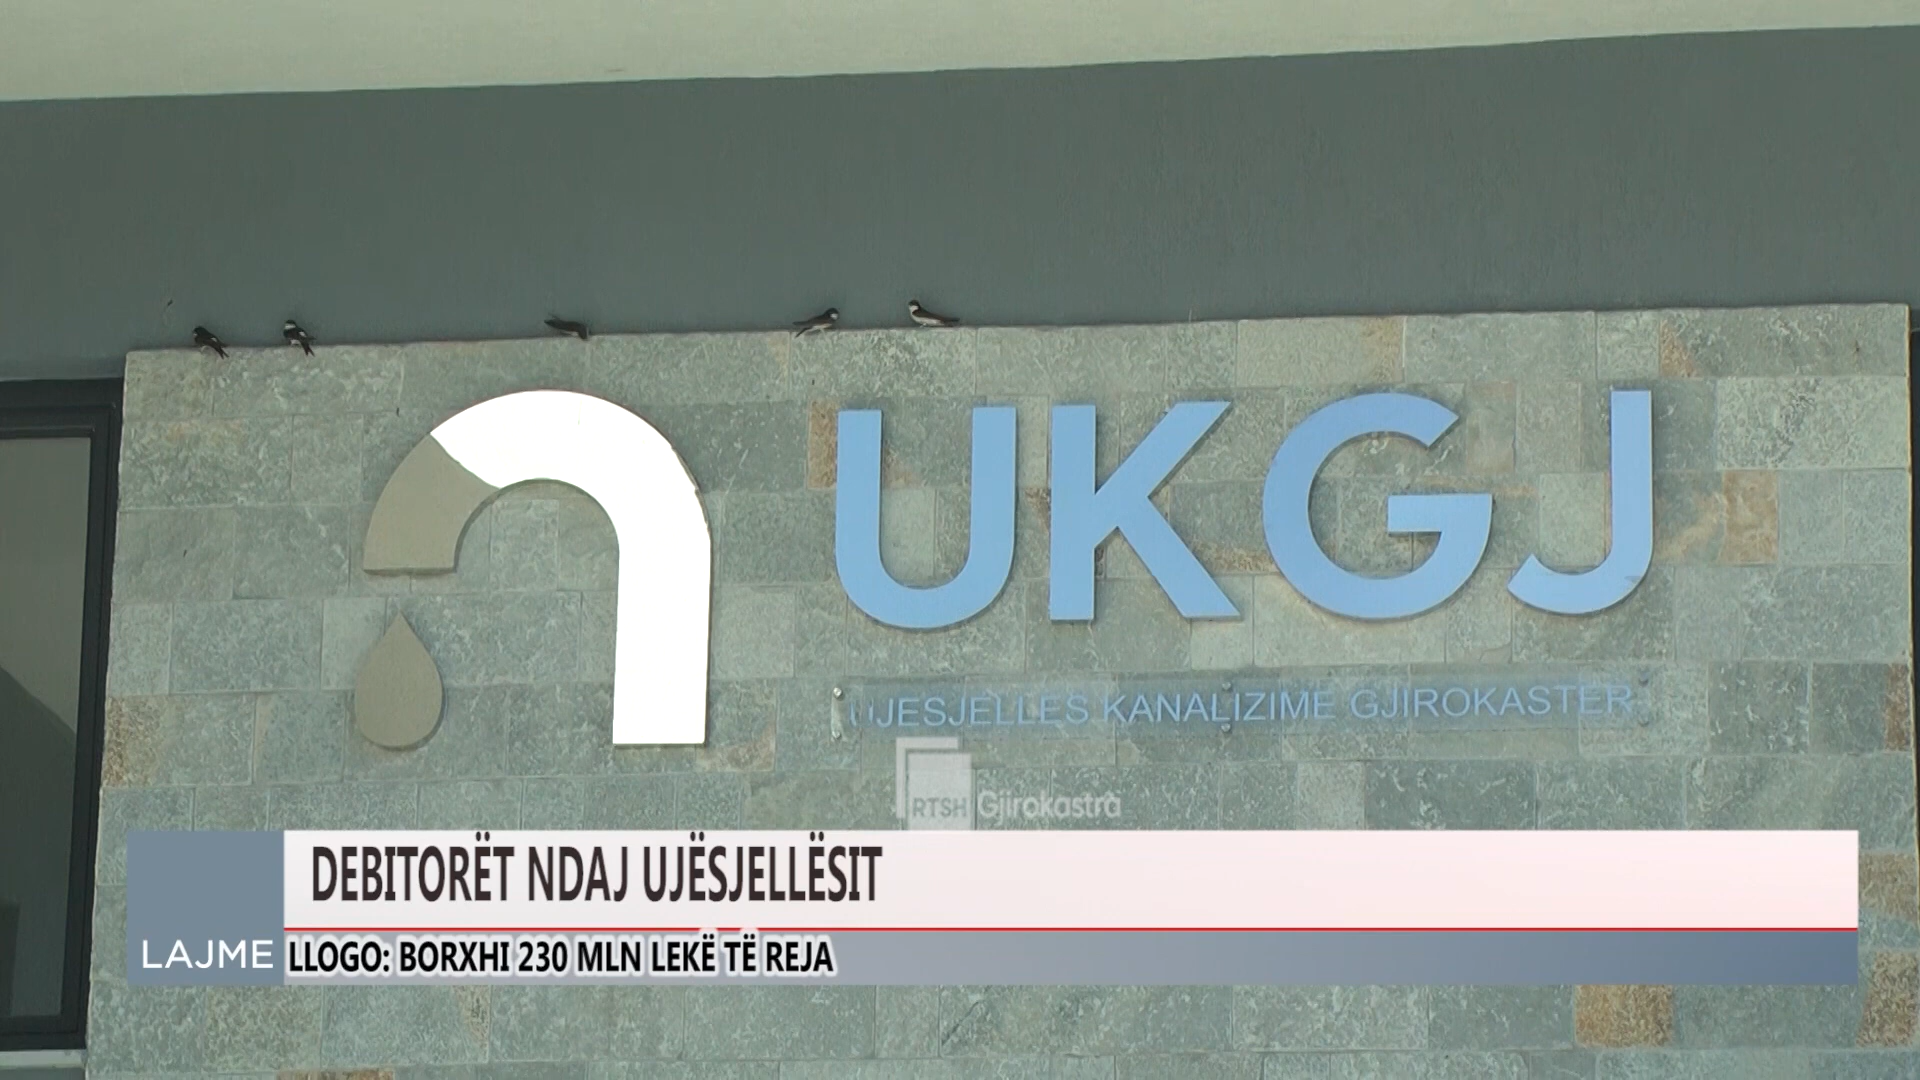 UKGJ
UJESJELLES KANALIZIME GJIROKASTER
RTSH Gjirokastra
DEBITORËT NDAJ UJËSJELLËSIT
LAJME
LLOGO: BORXHI 230 MLN LEKË TË REJA